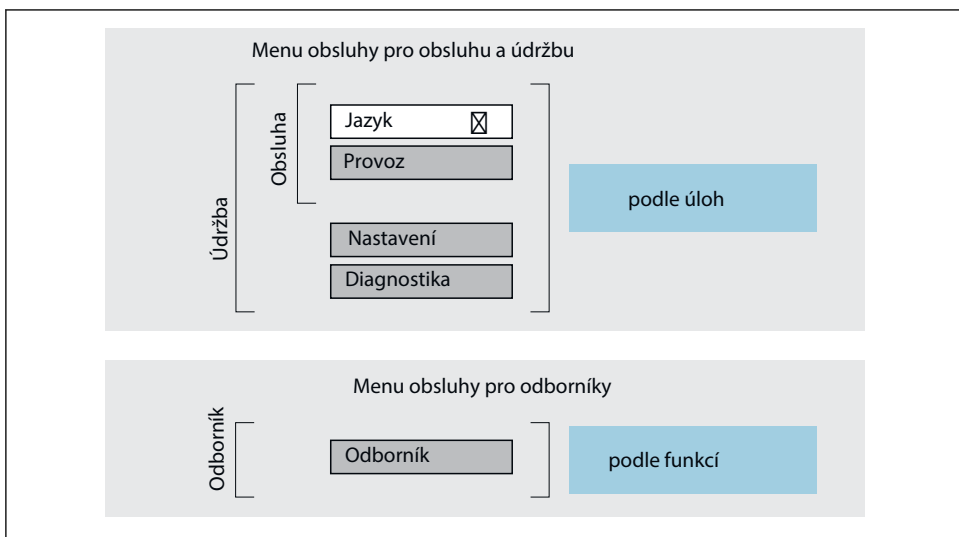 Menu obsluhy pro obsluhu a údržbu
Údržba
Obsluha
Jazyk
Provoz
Nastavení
Diagnostika
podle úloh
Menu obsluhy pro odborníky
Odborník
Odborník
podle funkcí